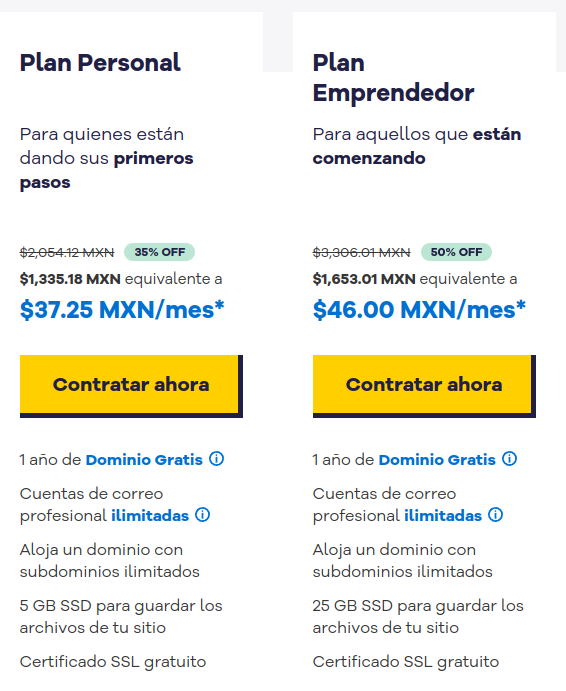 Plan Personal
Para quienes están
dando sus primeros
pasos
$2,054.12 MXN 35% OFF
$1,335.18 MXN equivalente a
$37.25 MXN/mes*
Contratar ahora
1 año de Dominio Gratis
Cuentas de correo
profesional ilimitadas
Aloja un dominio con
subdominios ilimitados
5 GB SSD para guardar los
archivos de tu sitio
Certificado SSL gratuito
Plan
Emprendedor
Para aquellos que están
comenzando
$3,306.01 MXN 50% OFF
$1,653.01 MXN equivalente a
$46.00 MXN/mes*
Contratar ahora
1 año de Dominio Gratis
Cuentas de correo
profesional ilimitadas
Aloja un dominio con
subdominios ilimitados
25 GB SSD para guardar los
archivos de tu sitio
Certificado SSL gratuito